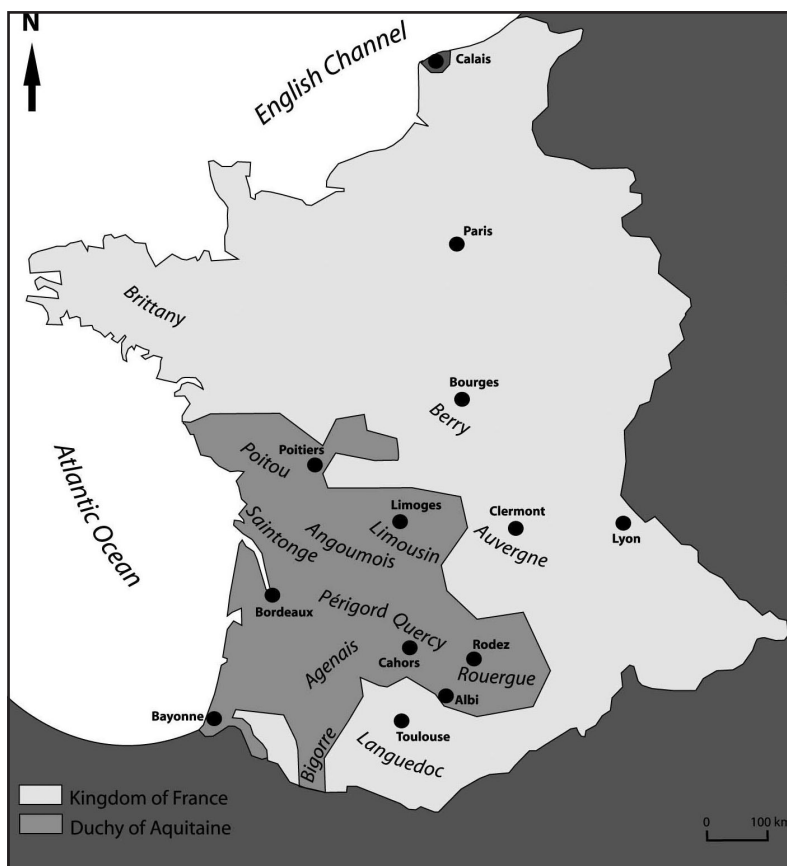 N
English Channel
Calais
Paris
Brittany
Bourges
Berry
Atlantic Ocean
Poitiers
Poitou
Limoges
Limousin
Clermont
Auvergne
Lyon
Saintonge
Angoumois
Bordeaux
Périgord
Quercy
Cahors
Rodez
Rouergue
Agenais
Albi
Bayonne
Toulouse
Bigorre
Languedoc
Kingdom of France
Duchy of Aquitaine
0 100 km